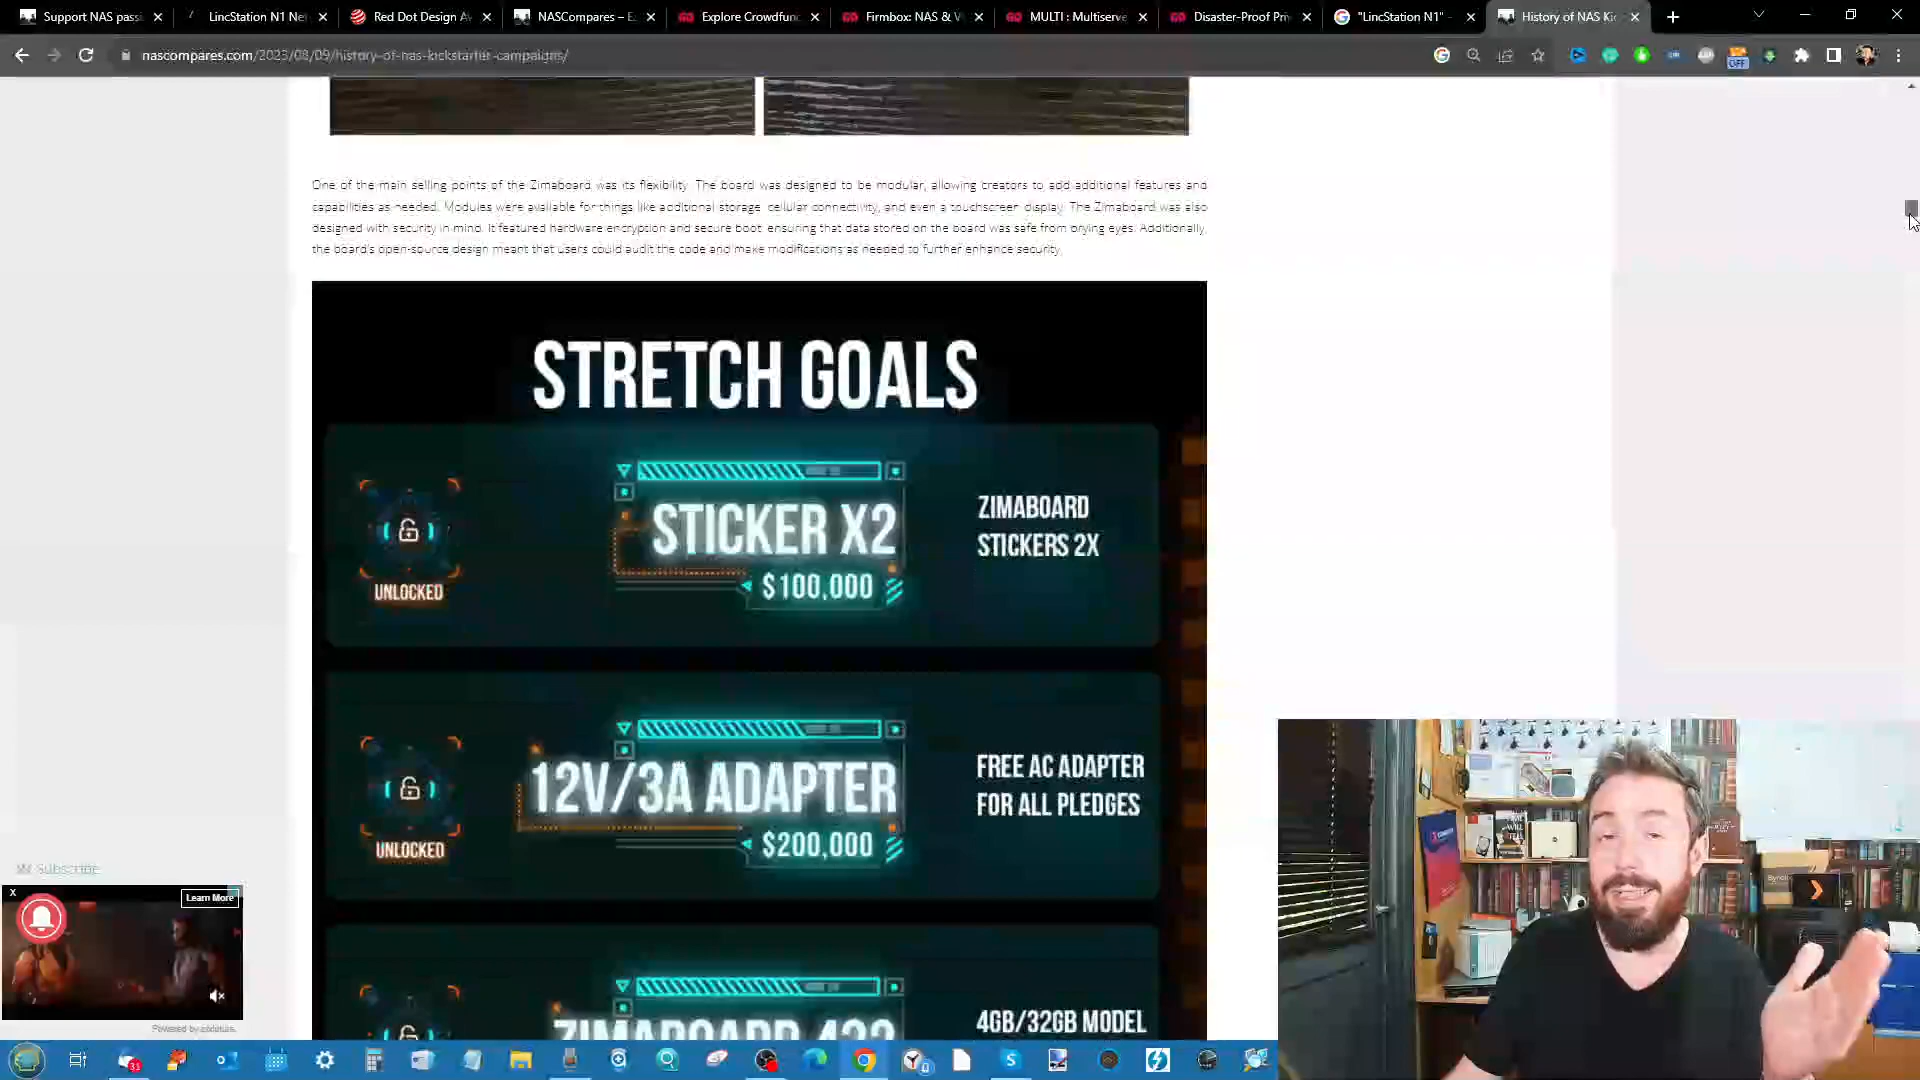 Support NAS passi
LincStation N1 Ne
Red Dot Design A
NASCompares – E
Explore Crowdfun
Firmbox: NAS & V
MULTI : Multiserve
Disaster-Proof Pri
"LincStation N1" -
History of NAS Kic
nascompares.com/2023/08/09/history-of-nas-kickstarter-campaigns/
OFF
One of the main selling points of the Zimaboard was its flexibility. The board was designed to be modular, allowing creators to add additional features and
capabilities as needed. Modules were available for things like additional storage, cellular connectivity, and even a touchscreen display. The Zimaboard was also
designed with security in mind. It featured hardware encryption and secure boot, ensuring that data stored on the board was safe from prying eyes. Additionally,
the board's open-source design meant that users could audit the code and make modifications as needed to further enhance security.
STRETCH GOALS
STICKER X2
$100,000
UNLOCKED
ZIMABOARD
STICKERS 2X
12V/3A ADAPTER
$200,000
UNLOCKED
FREE AC ADAPTER
FOR ALL PLEDGES
ZIMABOARD 432
4GB/32GB MODEL
Subscribe
X
Learn More
31